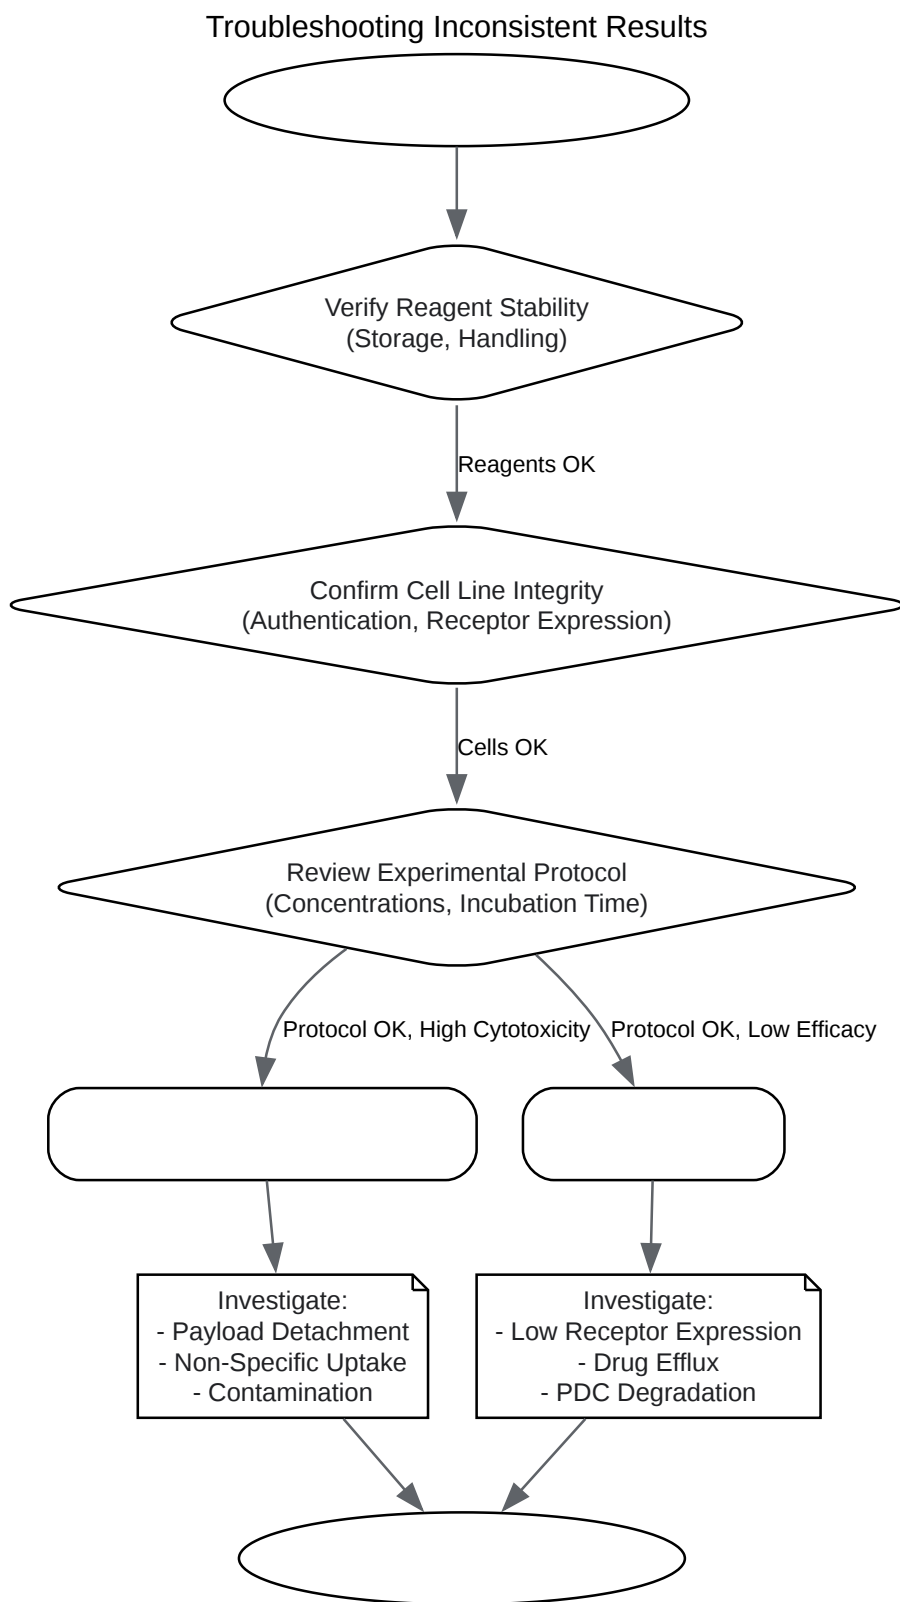 Troubleshooting Inconsistent Results
Verify Reagent Stability
(Storage, Handling)
Reagents OK
Confirm Cell Line Integrity
(Authentication, Receptor Expression)
Cells OK
Review Experimental Protocol
(Concentrations, Incubation Time)
Protocol OK, High Cytotoxicity
Protocol OK, Low Efficacy
Investigate:
- Payload Detachment
- Non-Specific Uptake
- Contamination
Investigate:
- Low Receptor Expression
- Drug Efflux
- PDC Degradation